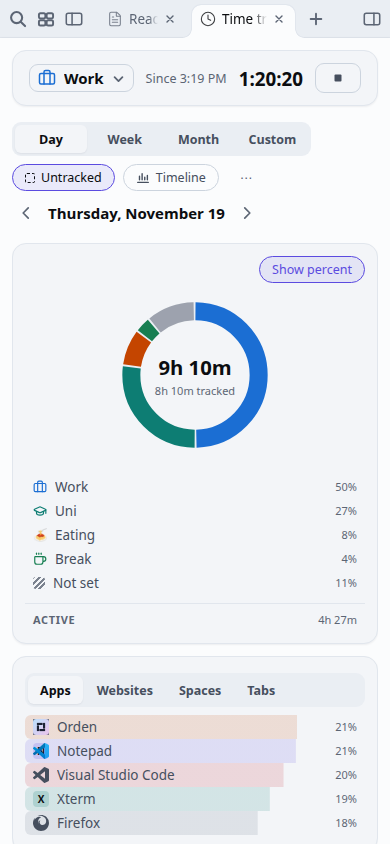 Read
Time tr
Work
Since 3:19 PM
1:20:20
Day
Week
Month
Custom
Untracked
Timeline
...
Thursday, November 19
Show percent
9h 10m
8h 10m tracked
Work 50%
Uni 27%
Eating 8%
Break 4%
Not set 11%
ACTIVE 4h 27m
Apps
Websites
Spaces
Tabs
Orden 21%
Notepad 21%
Visual Studio Code 20%
X Xterm 19%
Firefox 18%